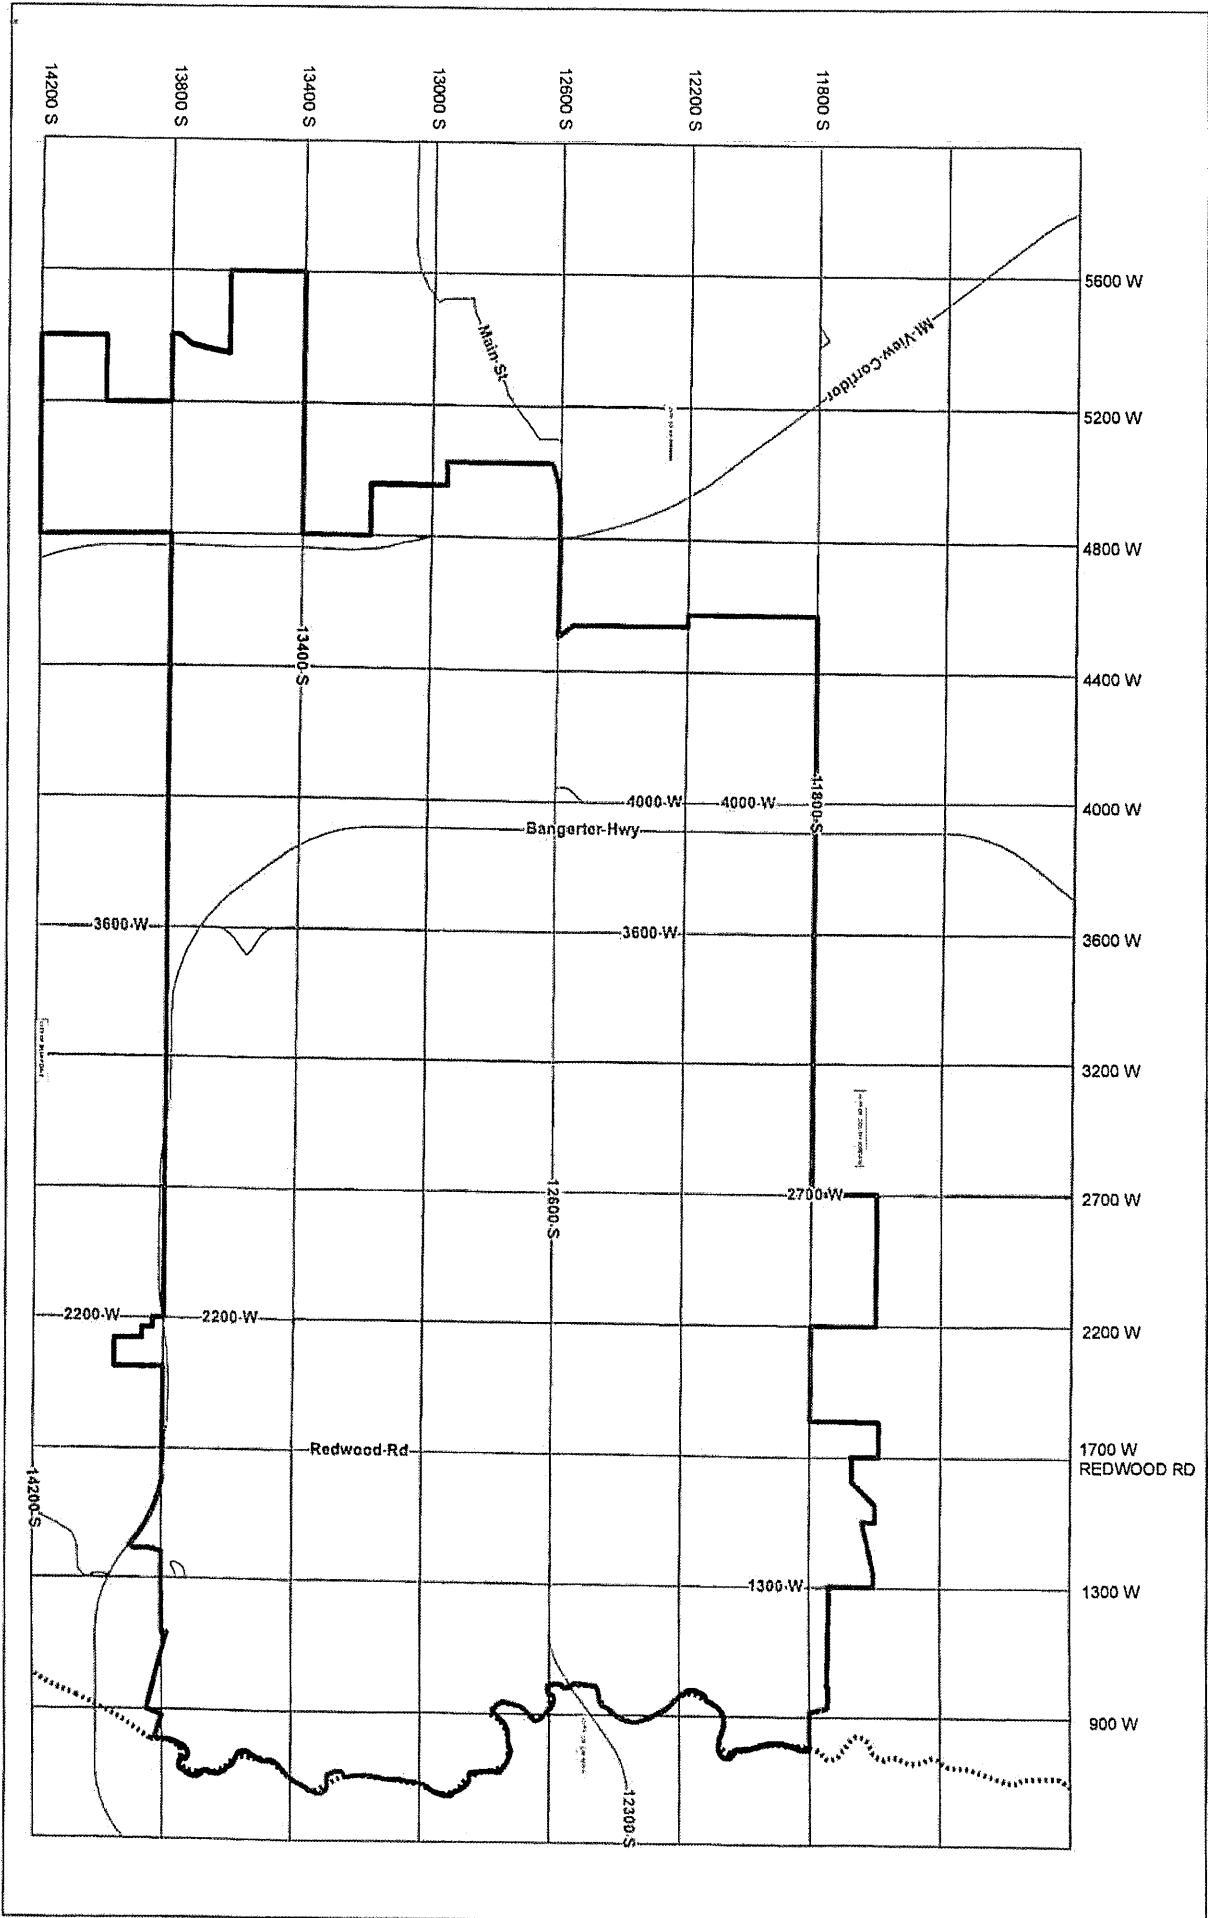 14200 S
13800 S
13400 S
13000 S
12600 S
12200 S
11800 S
5600 W
Mt-View-Corridor
Main-St
5200 W
4800 W
13400-S
4400 W
4000-W
4000-W
11800-S
4000 W
Bangerter-Hwy
3600-W
3600-W
3600 W
3200 W
12600-S
2700-W
2700 W
2200-W
2200-W
2200 W
Redwood-Rd
1700 W
REDWOOD RD
14200-S
1300-W
1300 W
900 W
12300-S